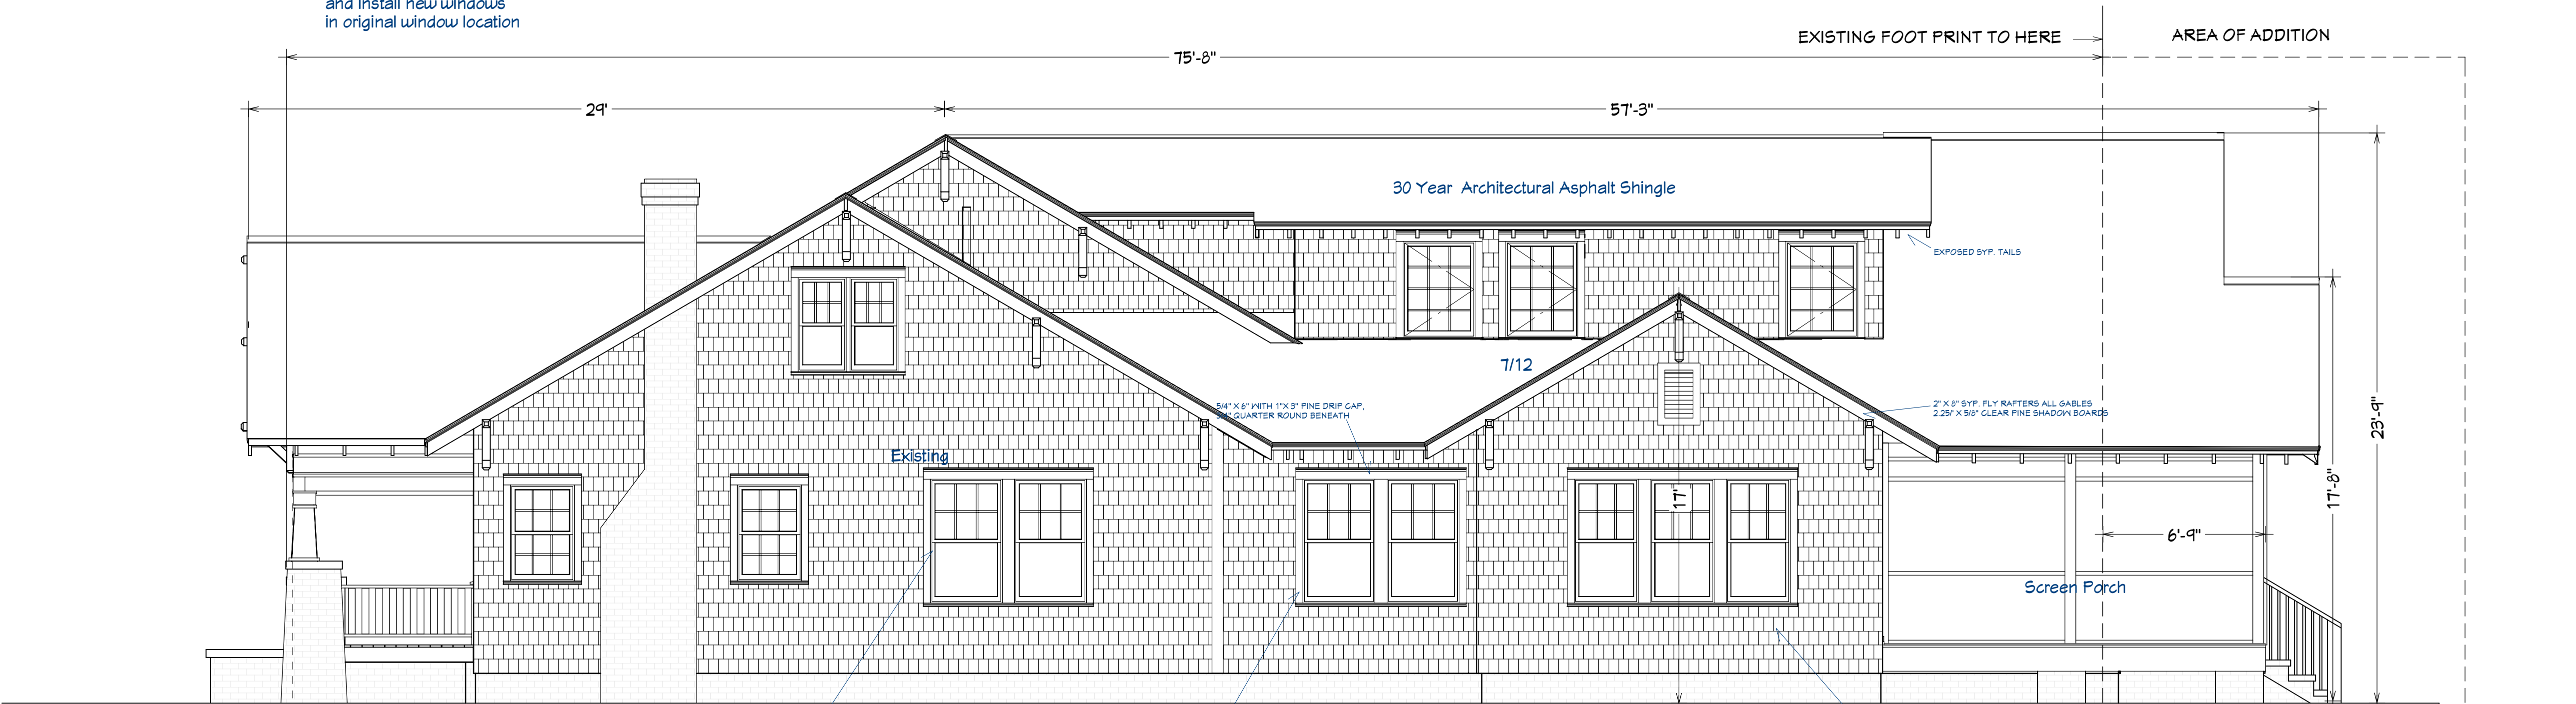 and install new windows
in original window location
EXISTING FOOT PRINT TO HERE
AREA OF ADDITION
75'-8"
29'
57'-3"
30 Year Architectural Asphalt Shingle
EXPOSED SYP. TAILS
7/12
5/4" X 6" WITH 1"X 3" PINE DRIP CAP,
QUARTER ROUND BENEATH
2" X 8" SYP. FLY RAFTERS ALL GABLES
2.25" X 5/8" CLEAR PINE SHADOW BOARDS
23'-9"
Existing
17'
17'-8"
6'-9"
Screen Porch